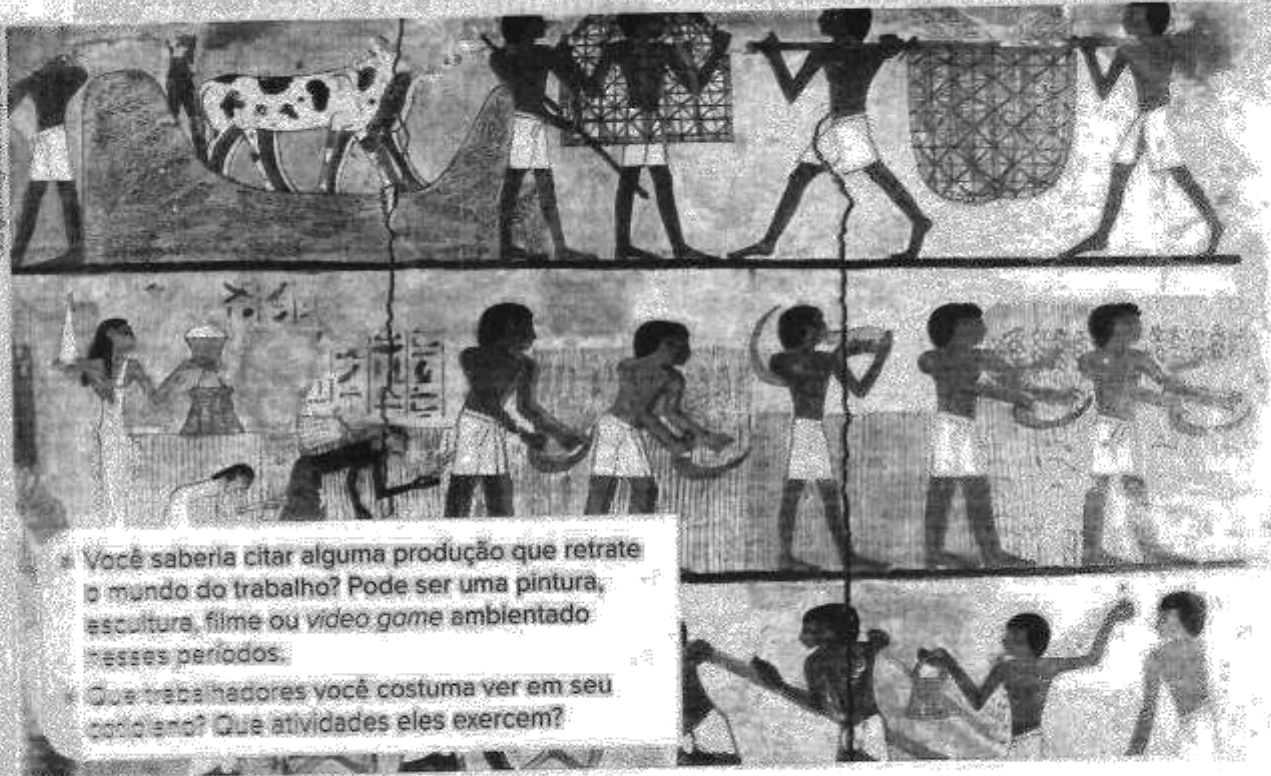 Você saberia citar alguma produção que retrate
o mundo do trabalho? Pode ser uma pintura,
escultura, filme ou video game ambientado
nesses períodos.
Que trabalhadores você costuma ver em seu
cotidiano? Que atividades eles exercem?